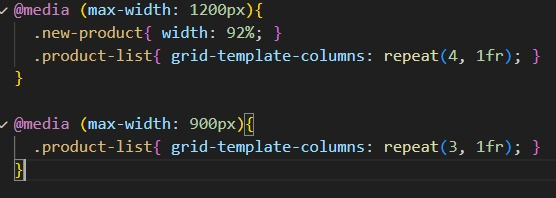 @media (max-width: 1200px){
.new-product{ width: 92%; }
.product-list{ grid-template-columns: repeat(4, 1fr); }
}
@media (max-width: 900px){
.product-list{ grid-template-columns: repeat(3, 1fr); }
}